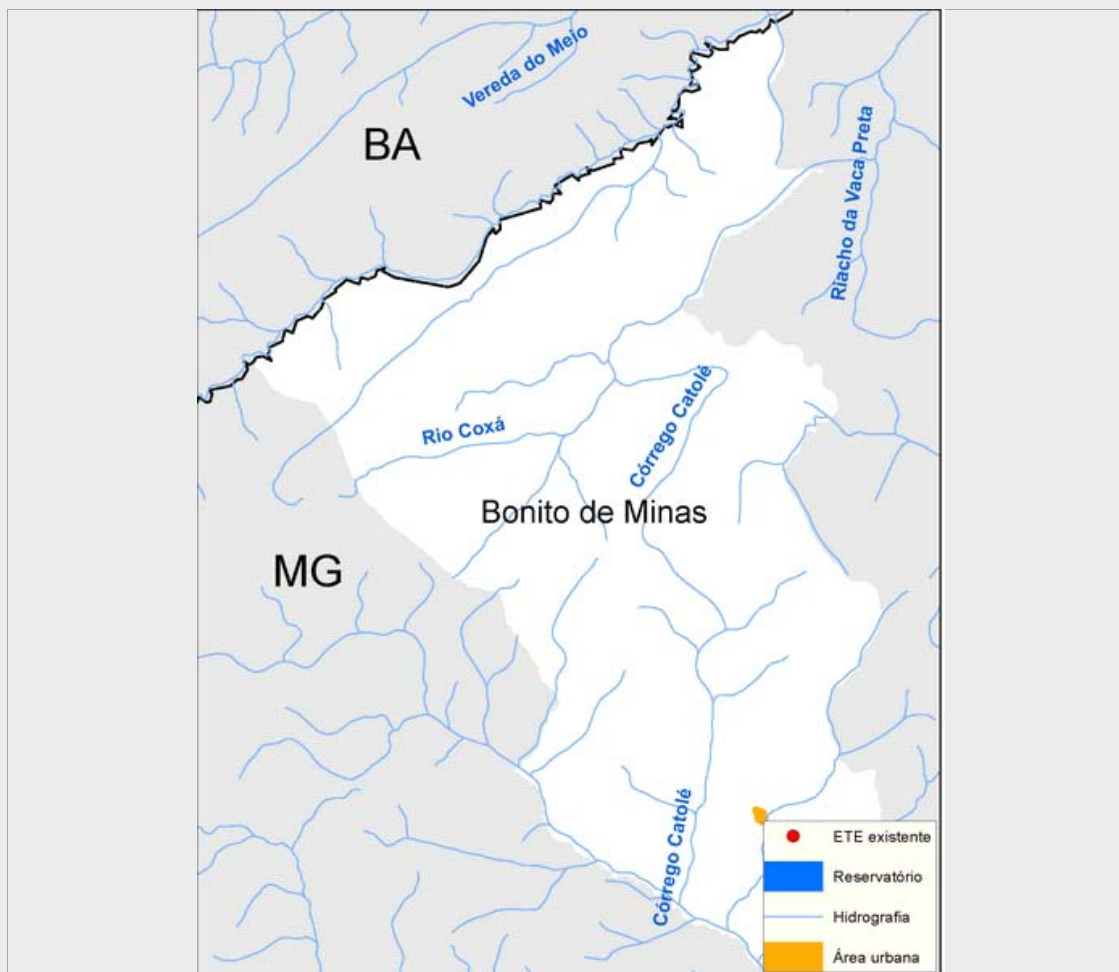 Vereda do Meio
BA
Riacho da Vaca Preta
Córrego Catolé
Rio Coxá
Bonito de Minas
MG
Córrego Catolé
ETE existente
Reservatório
Hidrografia
Área urbana